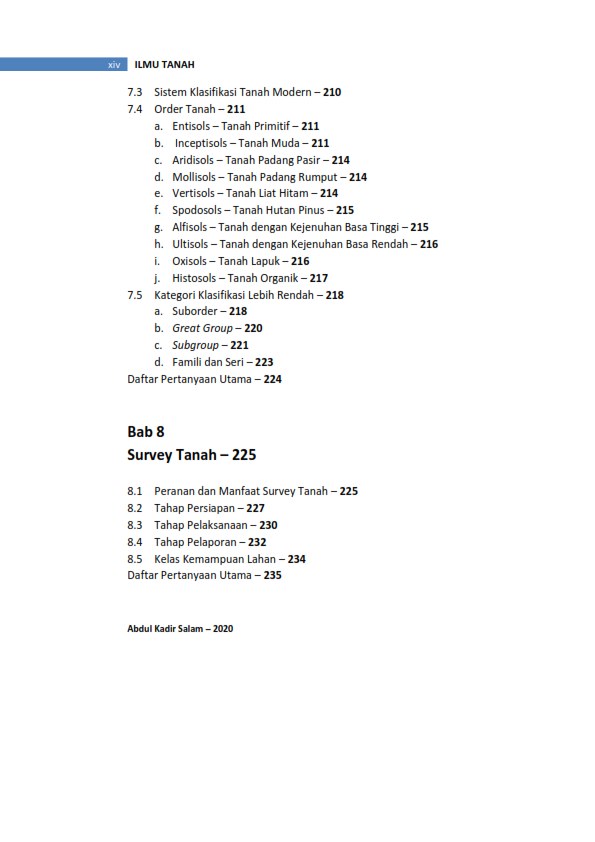 xiv ILMU TANAH
7.3 Sistem Klasifikasi Tanah Modern – 210
7.4 Order Tanah – 211
a. Entisols – Tanah Primitif – 211
b. Inceptisols – Tanah Muda – 211
c. Aridisols – Tanah Padang Pasir – 214
d. Mollisols – Tanah Padang Rumput – 214
e. Vertisols – Tanah Liat Hitam – 214
f. Spodosols – Tanah Hutan Pinus – 215
g. Alfisols – Tanah dengan Kejenuhan Basa Tinggi – 215
h. Ultisols – Tanah dengan Kejenuhan Basa Rendah – 216
i. Oxisols – Tanah Lapuk – 216
j. Histosols – Tanah Organik – 217
7.5 Kategori Klasifikasi Lebih Rendah – 218
a. Suborder – 218
b. Great Group – 220
c. Subgroup – 221
d. Famili dan Seri – 223
Daftar Pertanyaan Utama – 224
Bab 8
Survey Tanah – 225
8.1 Peranan dan Manfaat Survey Tanah – 225
8.2 Tahap Persiapan – 227
8.3 Tahap Pelaksanaan – 230
8.4 Tahap Pelaporan – 232
8.5 Kelas Kemampuan Lahan – 234
Daftar Pertanyaan Utama – 235
Abdul Kadir Salam – 2020